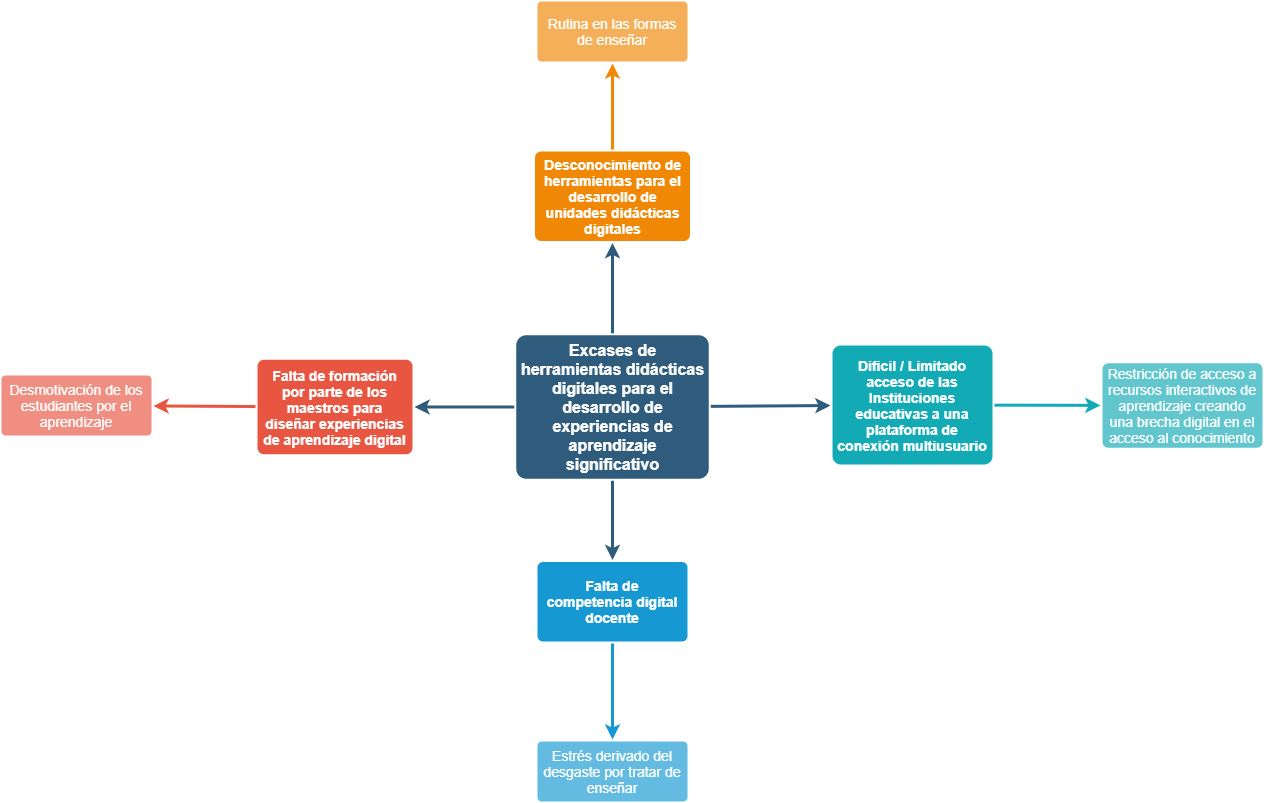 Rutina en las formas
de enseñar
Desconocimiento de
herramientas para el
desarrollo de
unidades didácticas
digitales
Desmotivación de los
estudiantes por el
aprendizaje
Falta de formación
por parte de los
maestros para
diseñar experiencias
de aprendizaje digital
Excases de
herramientas didácticas
digitales para el
desarrollo de
experiencias de
aprendizaje
significativo
Dificil / Limitado
acceso de las
Instituciones
educativas a una
plataforma de
conexión multiusuario
Restricción de acceso a
recursos interactivos de
aprendizaje creando
una brecha digital en el
acceso al conocimiento
Falta de
competencia digital
docente
Estrés derivado del
desgaste por tratar de
enseñar